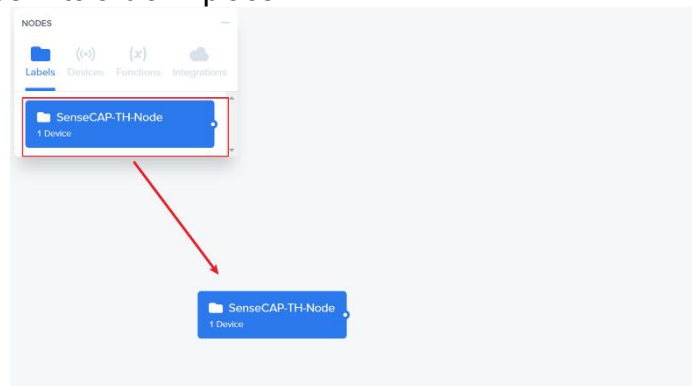 NODES
Labels Devices Functions Integrations
SenseCAP-TH-Node
1 Device
SenseCAP-TH-Node
1 Device